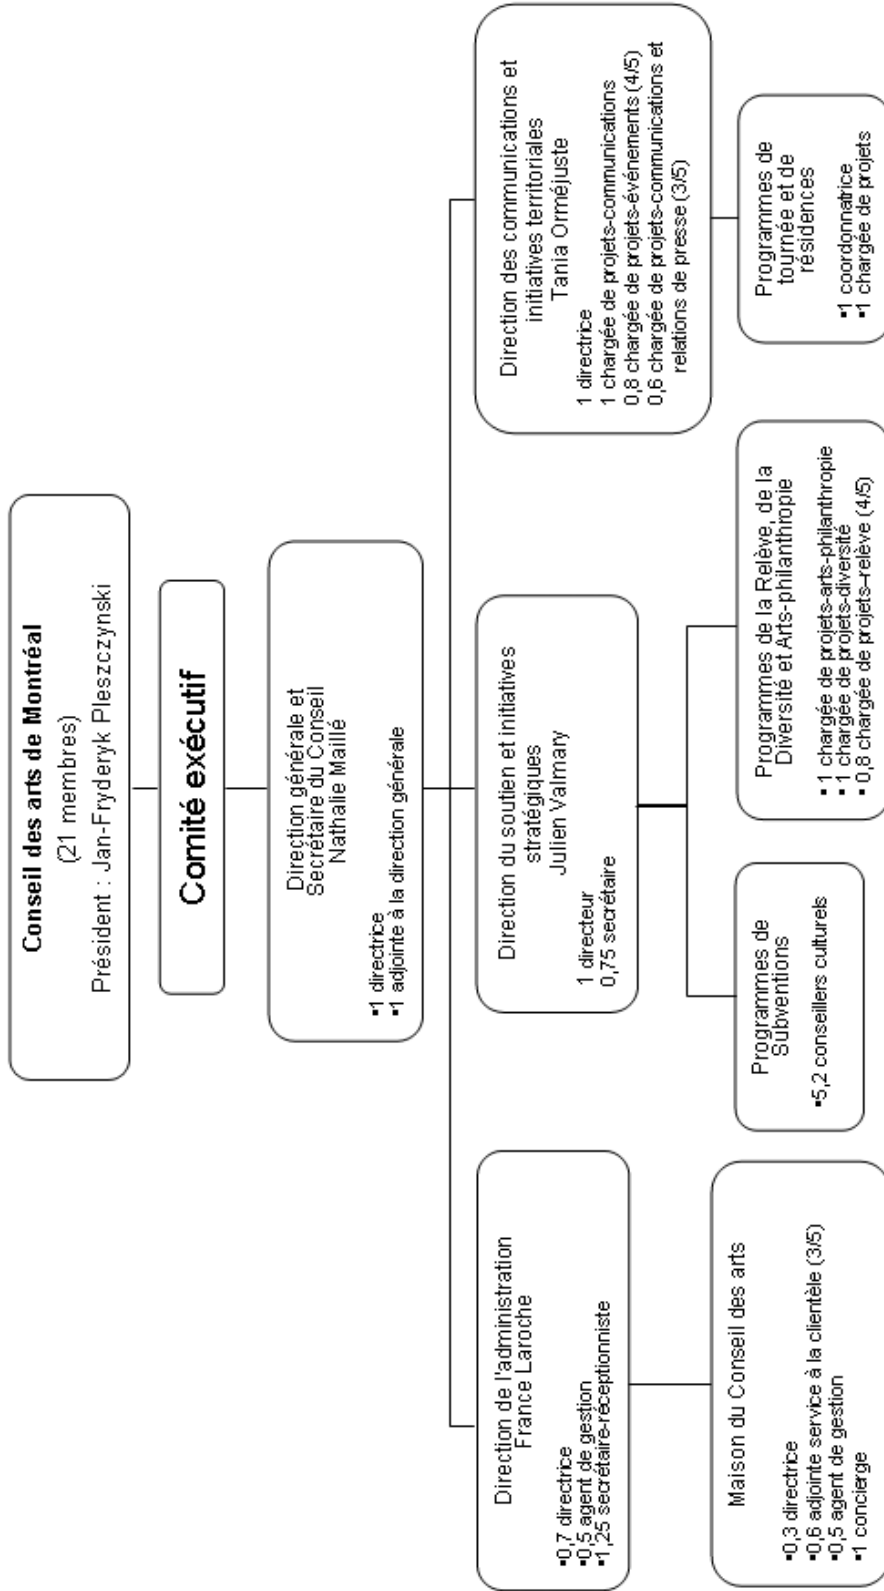 Conseil des arts de Montréal
(21 membres)
Président : Jan-Fryderyk Pleszczynski
Comité exécutif
Direction générale et
Secrétaire du Conseil
Nathalie Maillé
▪1 directrice
▪1 adjointe à la direction générale
Direction de l'administration
France Laroche
▪0,7 directrice
▪0,5 agent de gestion
▪1,25 secrétaire-réceptionniste
Direction du soutien et initiatives
stratégiques
Julien Valmary
1 directeur
0,75 secrétaire
Direction des communications et
initiatives territoriales
Tania Orméjuste
1 directrice
1 chargée de projets-communications
0,8 chargée de projets-événements (4/5)
0,6 chargée de projets-communications et
relations de presse (3/5)
Maison du Conseil des arts
▪0,3 directrice
▪0,6 adjointe service à la clientèle (3/5)
▪0,5 agent de gestion
▪1 concierge
Programmes de
Subventions
▪5,2 conseillers culturels
Programmes de la Relève, de la
Diversité et Arts-philanthropie
▪ 1 chargée de projets-arts-philanthropie
▪ 1 chargée de projets-diversité
▪ 0,8 chargée de projets–relève (4/5)
Programmes de
tournée et de
résidences
▪1 coordonnatrice
▪1 chargée de projets